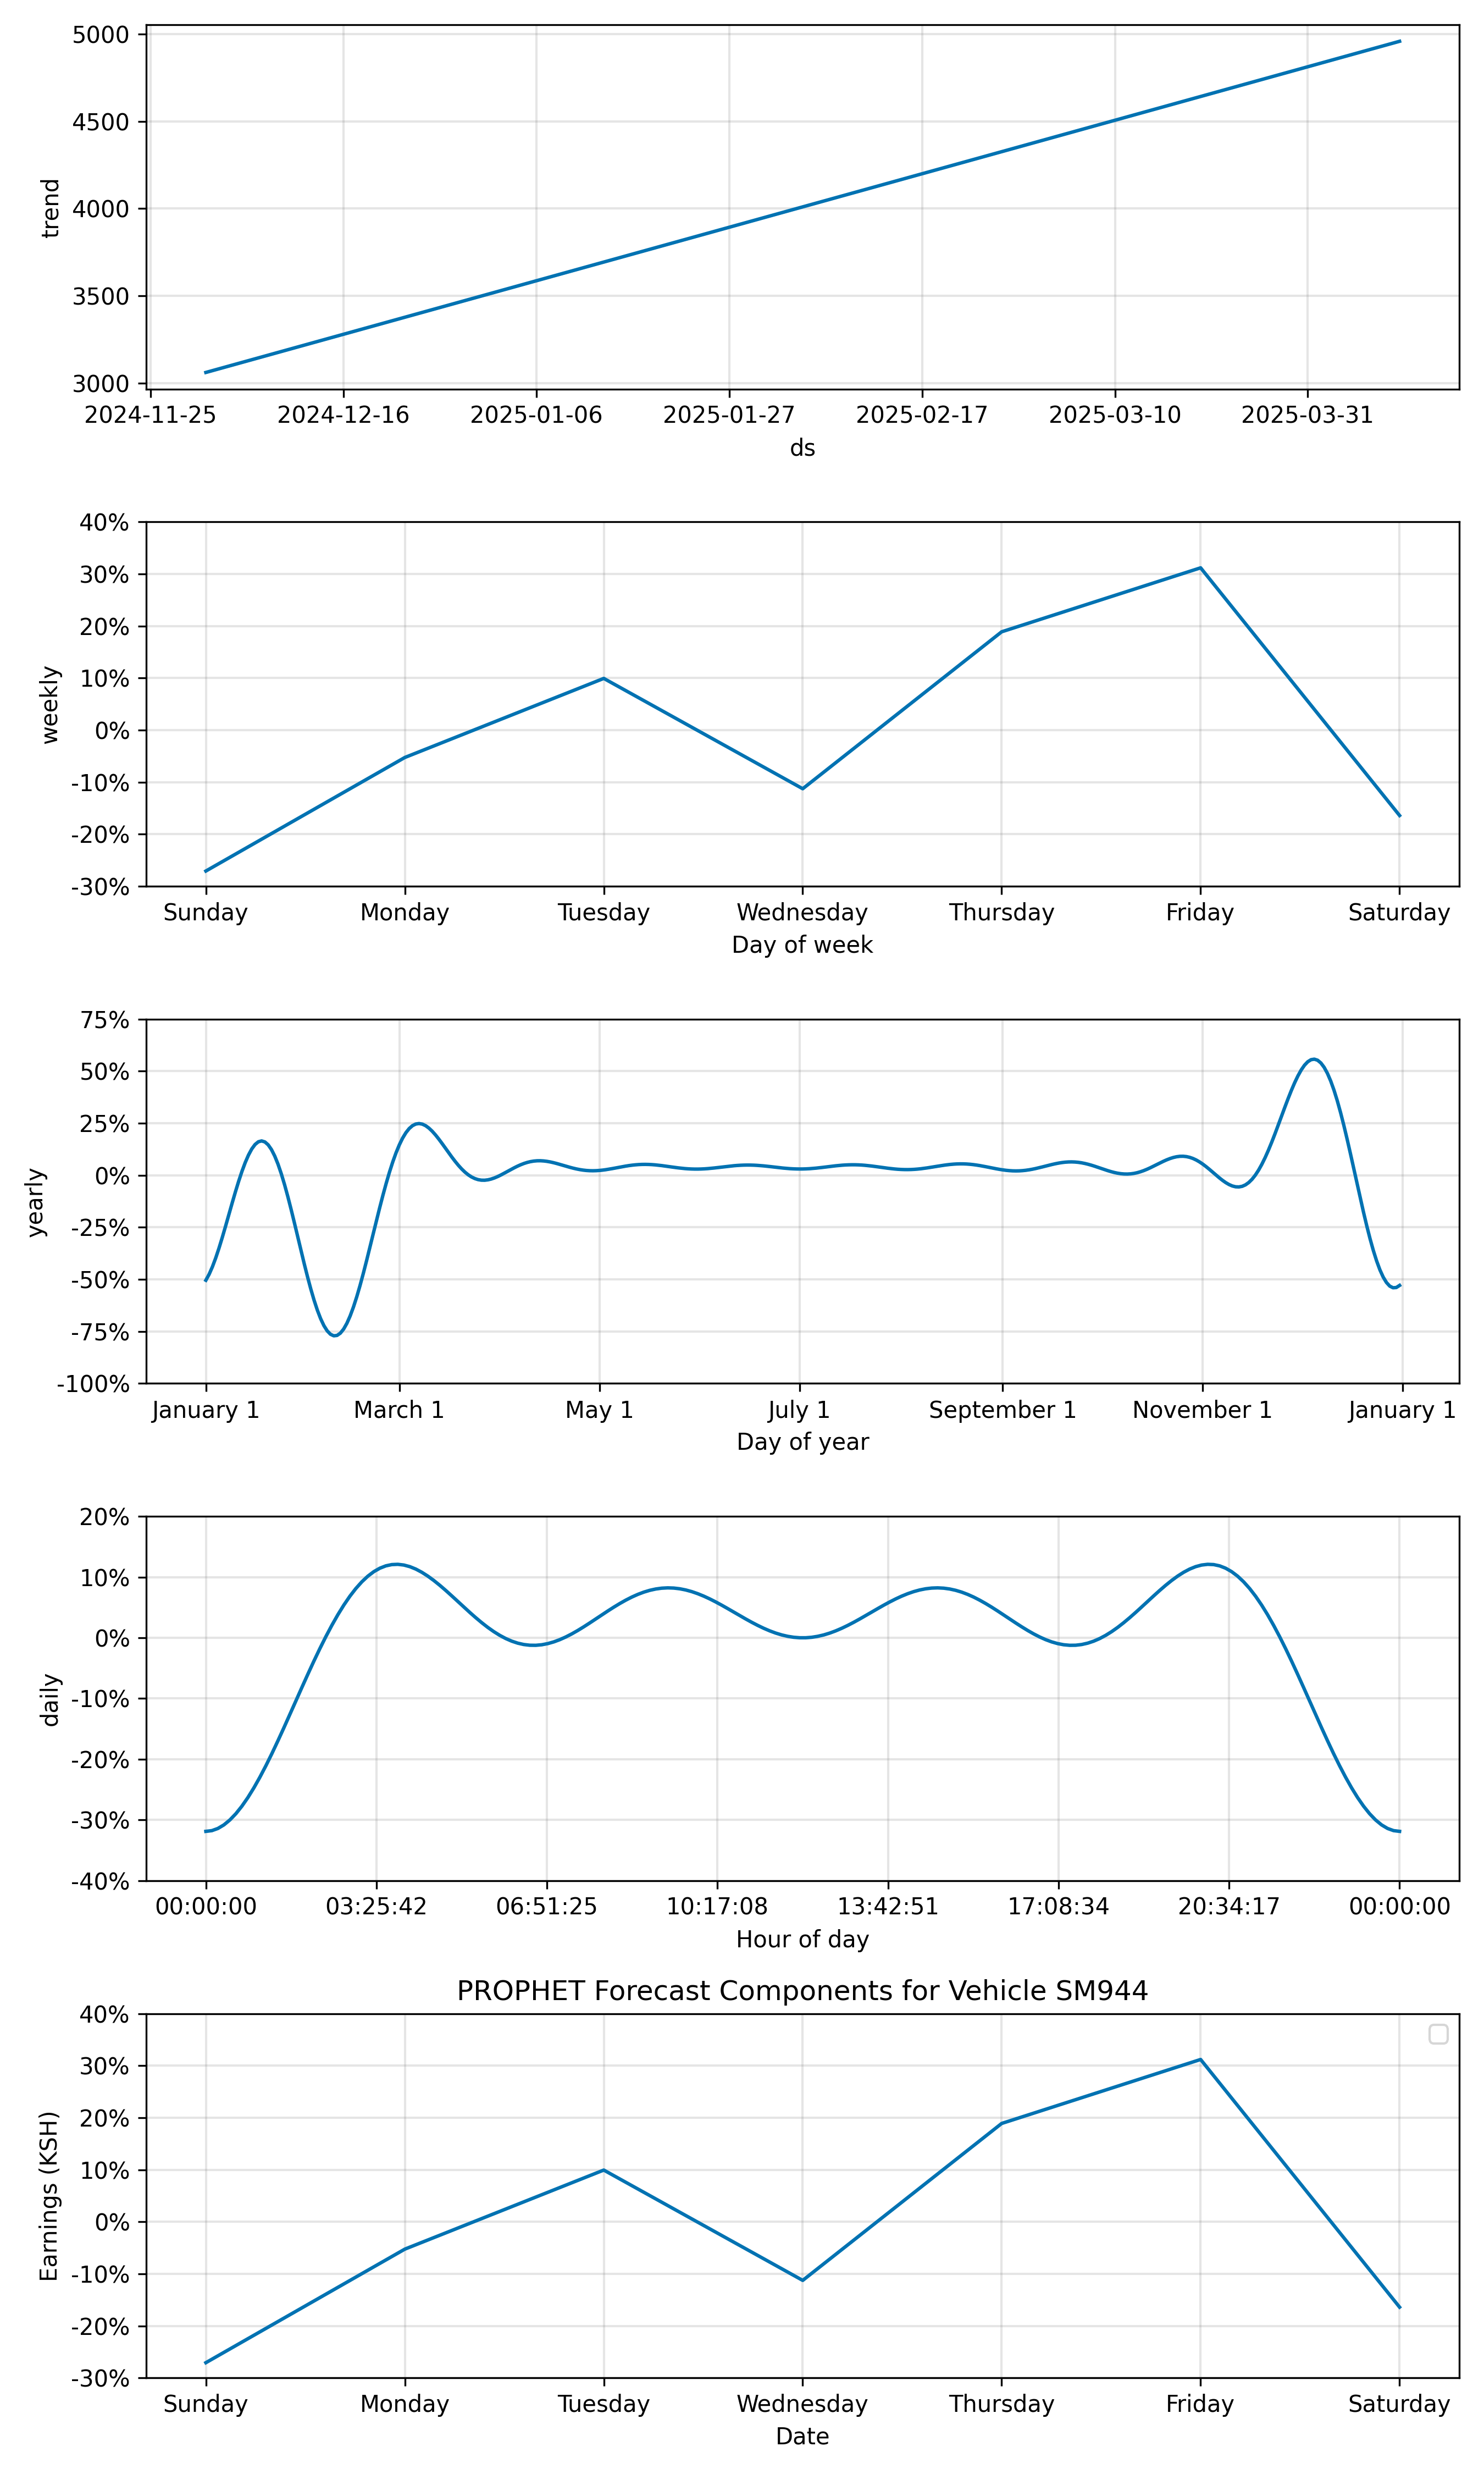 5000
4500
4000
3500
3000
trend
2024-11-25 2024-12-16 2025-01-06 2025-01-27 2025-02-17 2025-03-10 2025-03-31
ds
40%
30%
20%
10%
0%
-10%
-20%
-30%
weekly
Sunday Monday Tuesday Wednesday Thursday Friday Saturday
Day of week
75%
50%
25%
0%
-25%
-50%
-75%
-100%
yearly
January 1 March 1 May 1 July 1 September 1 November 1 January 1
Day of year
20%
10%
0%
-10%
-20%
-30%
-40%
daily
00:00:00 03:25:42 06:51:25 10:17:08 13:42:51 17:08:34 20:34:17 00:00:00
Hour of day
PROPHET Forecast Components for Vehicle SM944
40%
30%
20%
10%
0%
-10%
-20%
-30%
Earnings (KSH)
Sunday Monday Tuesday Wednesday Thursday Friday Saturday
Date